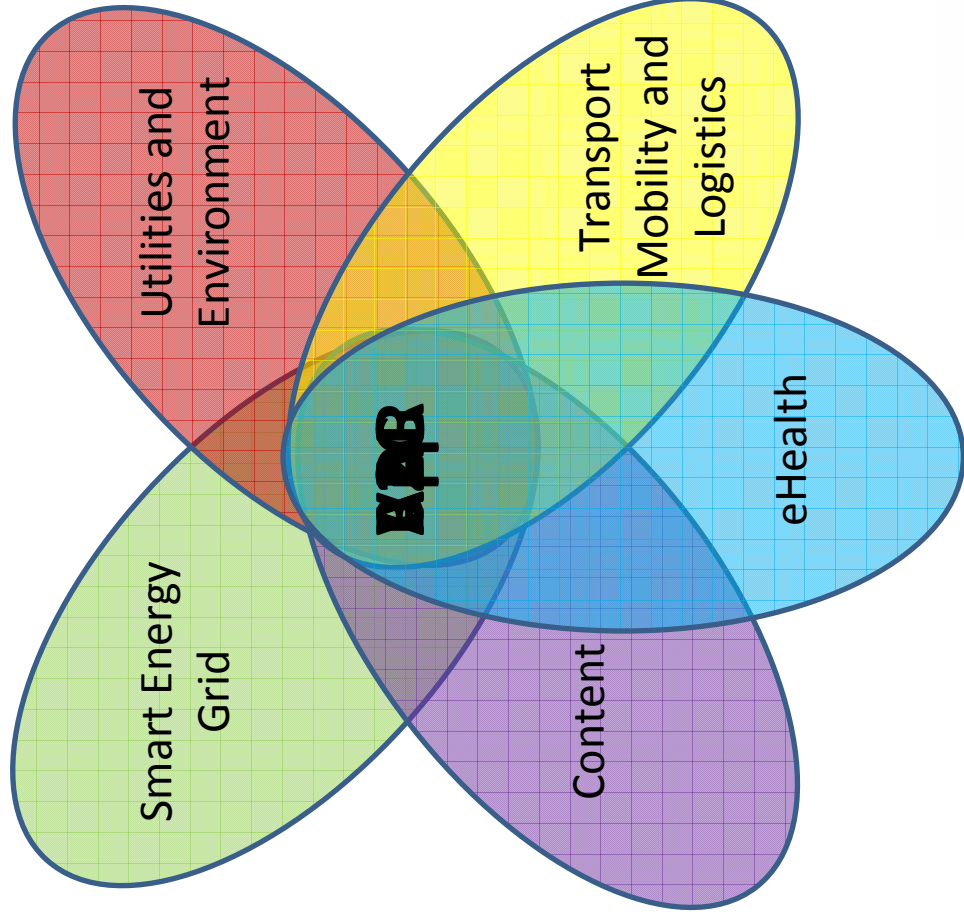 Smart Energy
Grid
Utilities and
Environment
Content
Transport
Mobility and
Logistics
eHealth